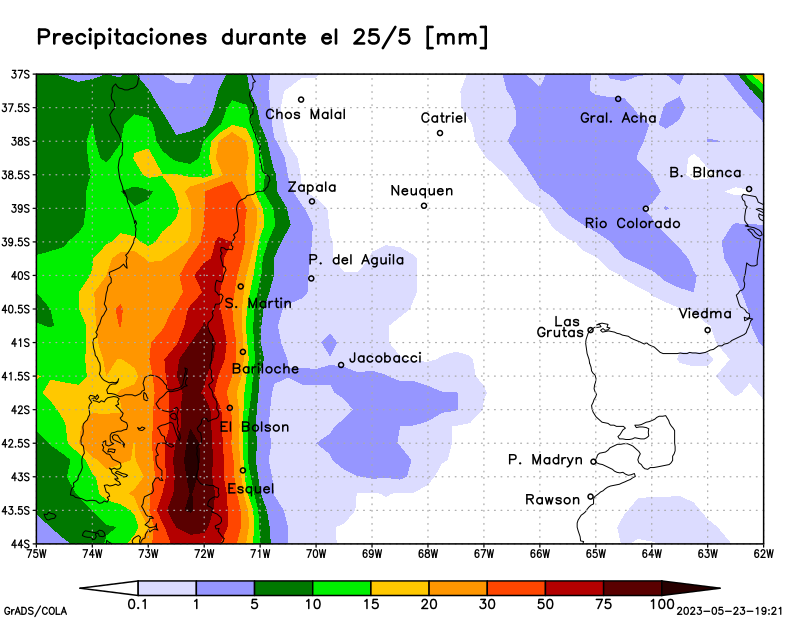 Precipitaciones durante el 25/5 [mm]
37S
37.5S
38S
38.5S
39S
39.5S
40S
40.5S
41S
41.5S
42S
42.5S
43S
43.5S
44S
Chos Malal
Catriel
Gral. Acha
B. Blanca
Zapala
Neuquen
Rio Colorado
P. del Aguila
S. Martin
Viedma
Las
Grutas
Jacobacci
Bariloche
El Bolson
P. Madryn
Esquel
Rawson
75W 74W 73W 72W 71W 70W 69W 68W 67W 66W 65W 64W 63W 62W
0.1 1 5 10 15 20 30 50 75 100
GrADS/COLA
2023-05-23-19:21